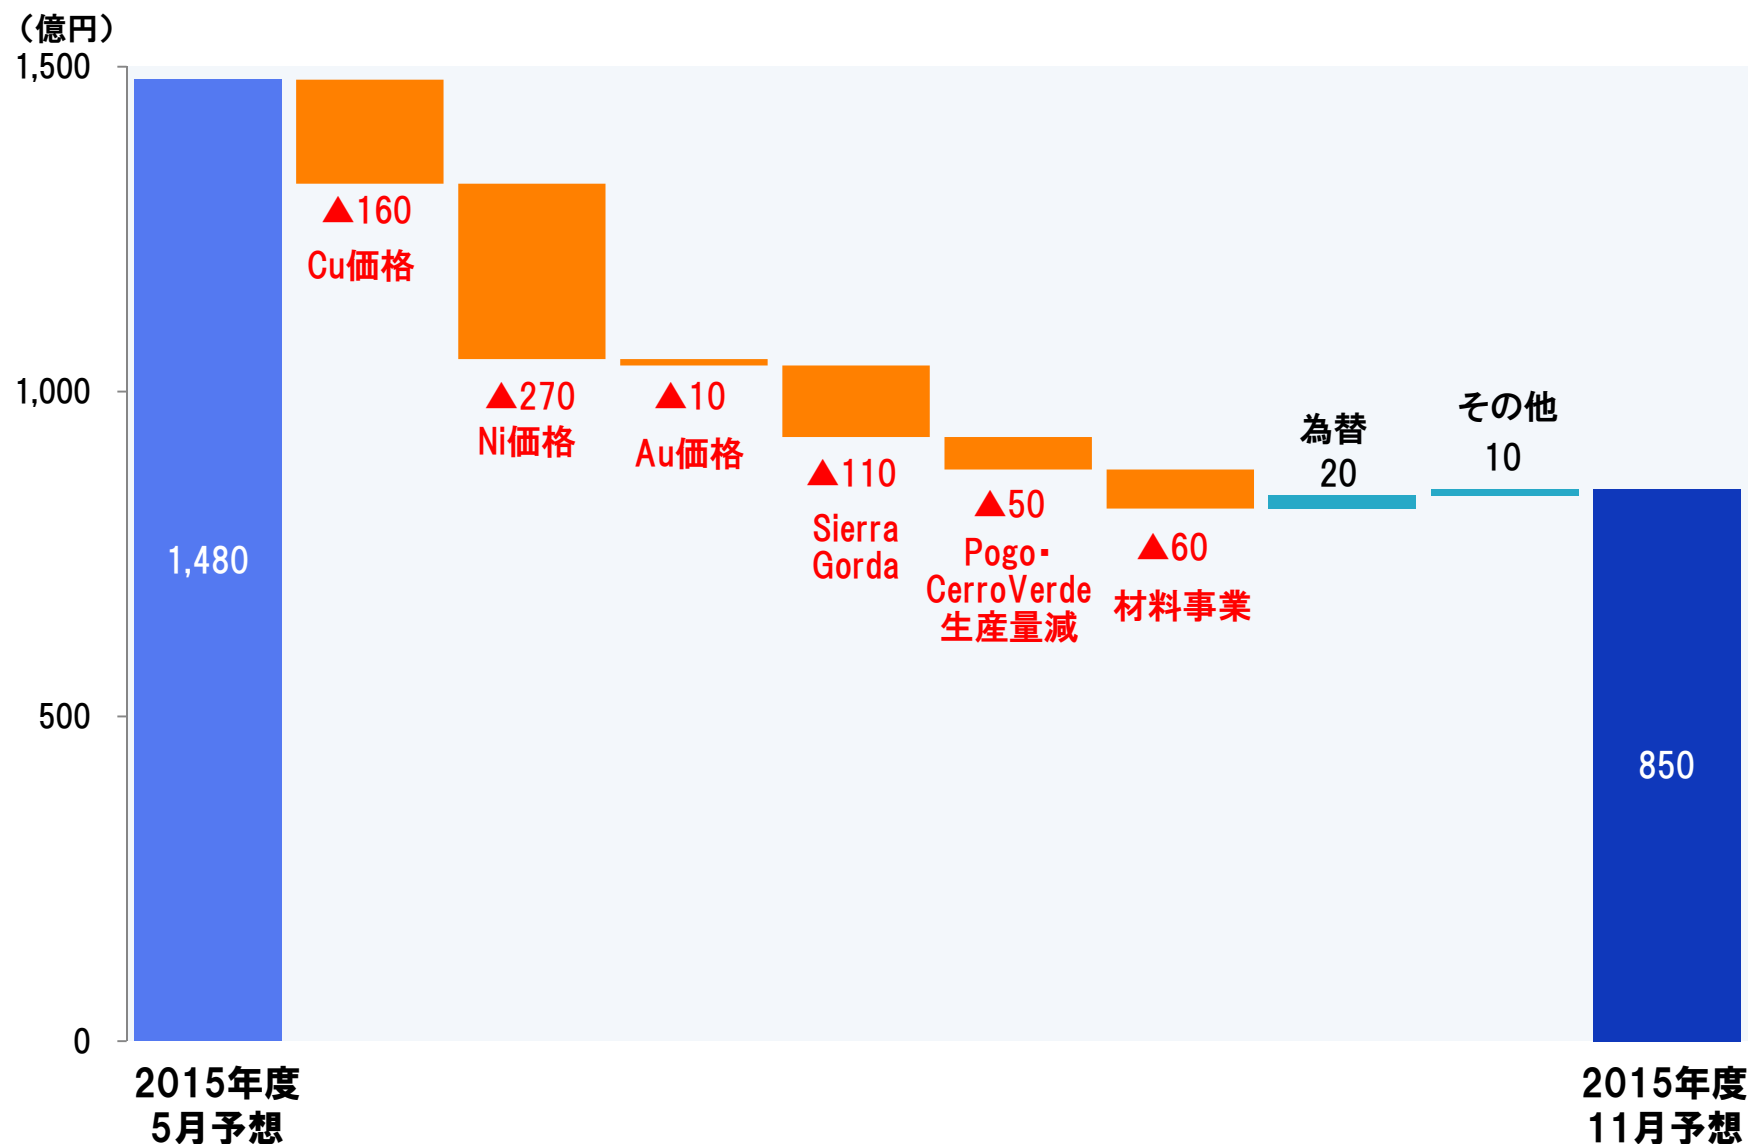 （億円）
1,500
1,000
500
0
1,480
▲160
Cu価格
▲270
Ni価格
▲10
Au価格
▲110
Sierra
Gorda
▲50
Pogo・
CerroVerde
生産量減
▲60
材料事業
為替
20
その他
10
850
2015年度
5月予想
2015年度
11月予想